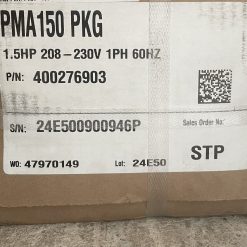 PMA150 PKG
1.5HP 208-230V 1PH 60HZ
P/N: 400276903
S/N: 24E500900946P
Sales Order No:
STP
WO: 47970149 Lot: 24E50